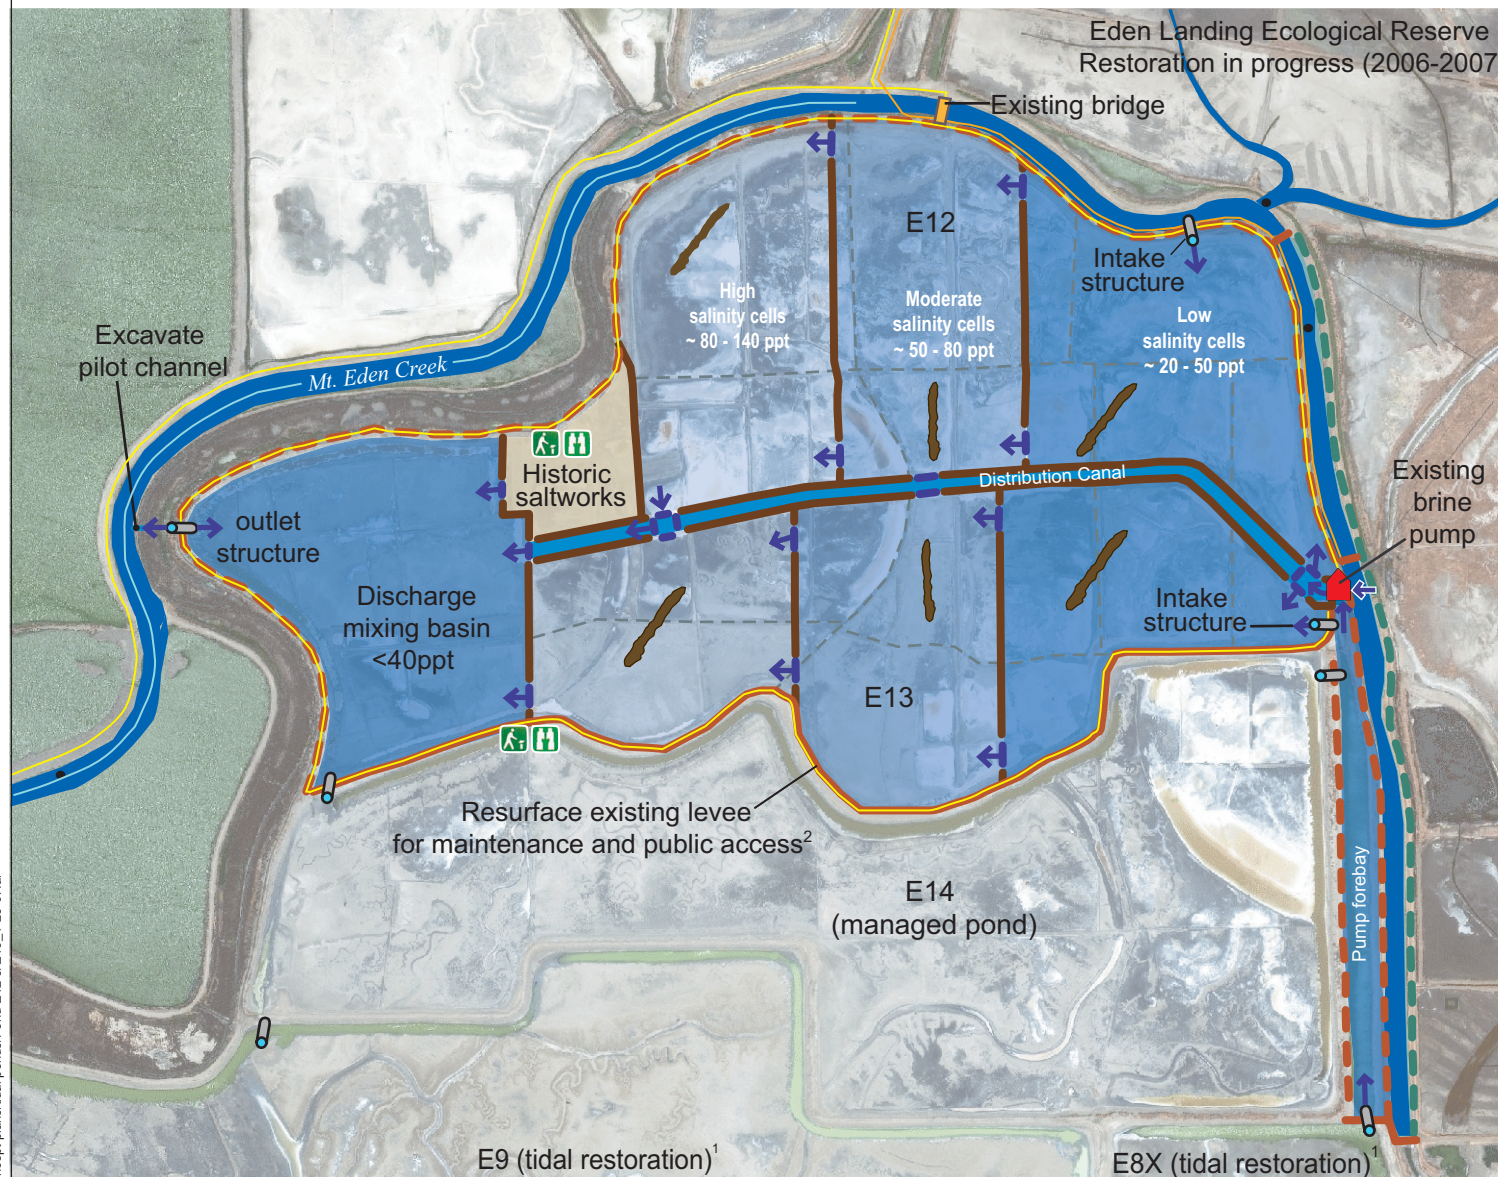 Eden Landing Ecological Reserve
Restoration in progress (2006-2007
Existing bridge
E12
Intake
structure
High
salinity cells
~ 80 - 140 ppt
Moderate
salinity cells
~ 50 - 80 ppt
Low
salinity cells
~ 20 - 50 ppt
Excavate
pilot channel
Mt. Eden Creek
Historic
saltworks
Distribution Canal
Existing
brine
pump
outlet
structure
Discharge
mixing basin
<40ppt
Intake
structure
E13
Resurface existing levee
for maintenance and public access²
E14
(managed pond)
Pump forebay
E9 (tidal restoration)¹
E8X (tidal restoration)¹